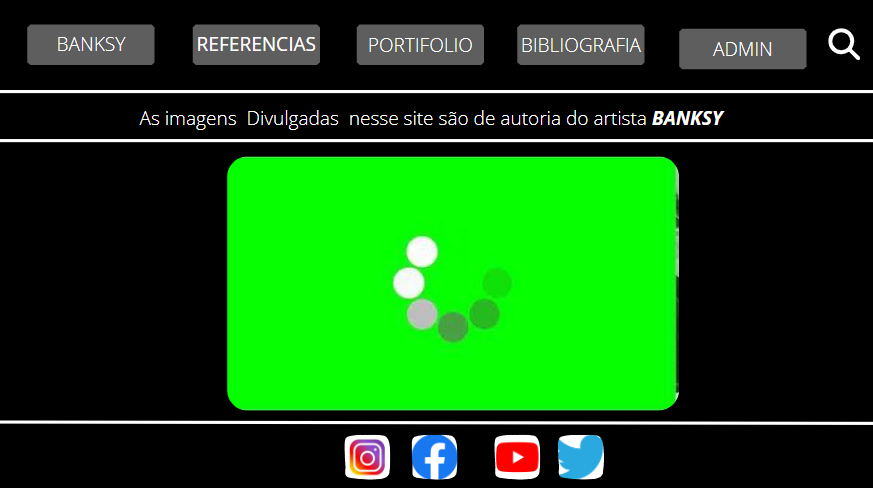 BANKSY
REFERENCIAS
PORTIFOLIO
BIBLIOGRAFIA
ADMIN
As imagens Divulgadas nesse site são de autoria do artista BANKSY